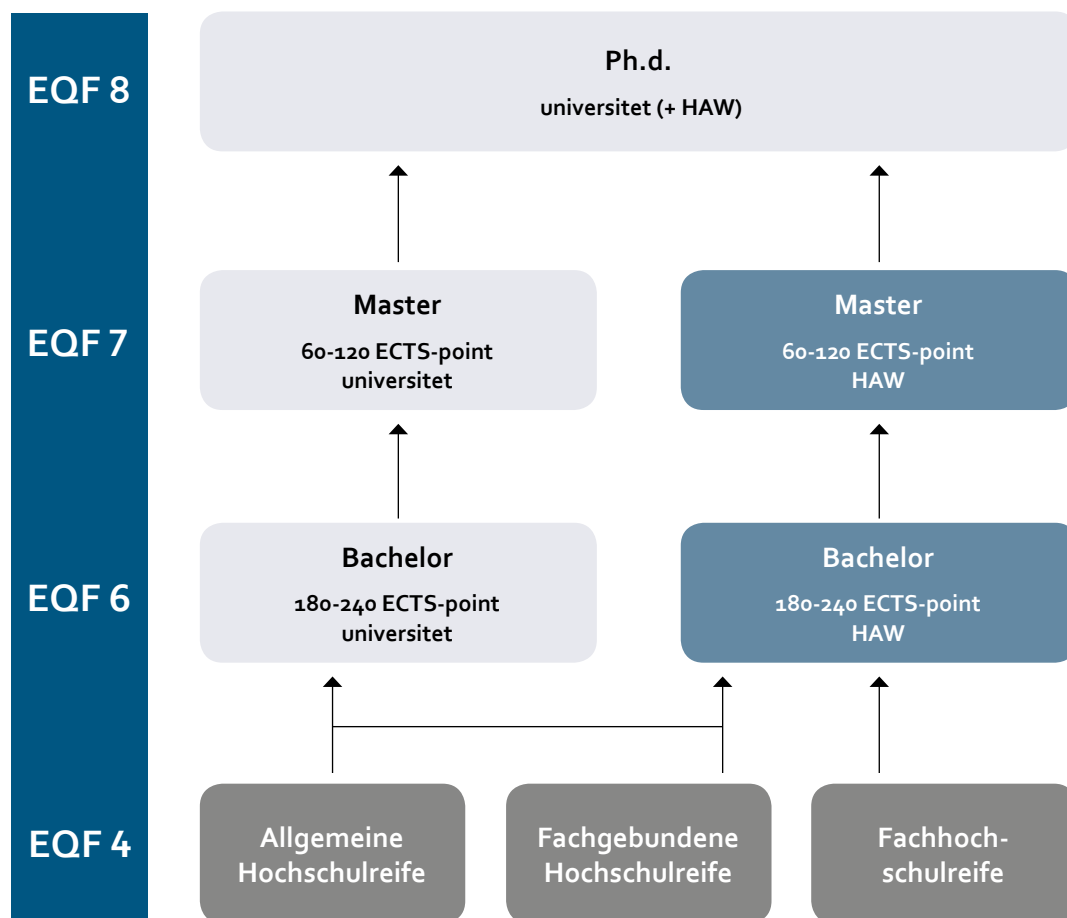 EQF 8
Ph.d.
universitet (+ HAW)
EQF 7
Master
60-120 ECTS-point
universitet
Master
60-120 ECTS-point
HAW
EQF 6
Bachelor
180-240 ECTS-point
universitet
Bachelor
180-240 ECTS-point
HAW
EQF 4
Allgemeine
Hochschulreife
Fachgebundene
Hochschulreife
Fachhoch-
schulreife